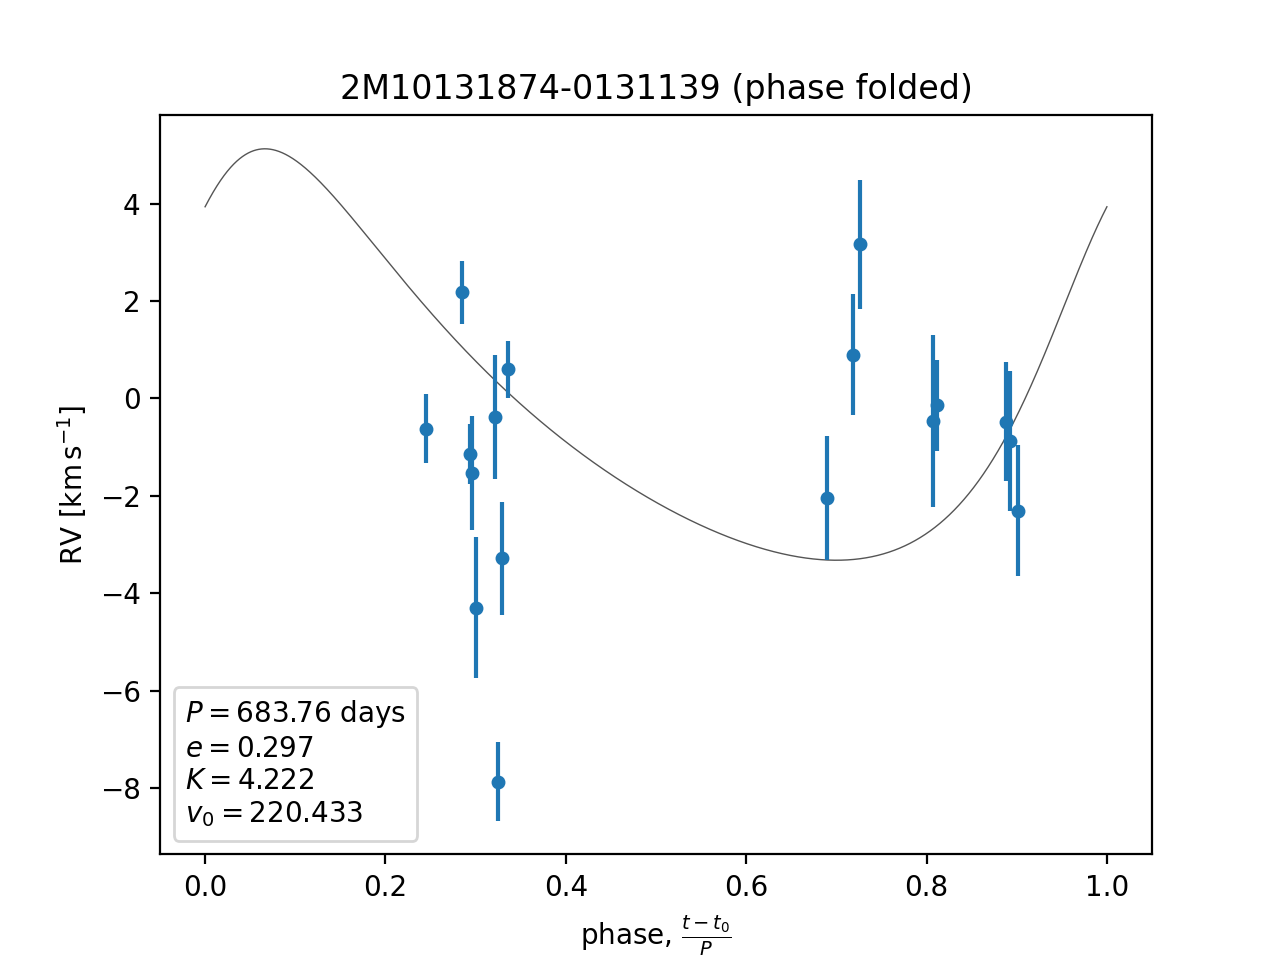 2M10131874-0131139 (phase folded)
4
2
0
−2
−4
−6
−8
RV [km s⁻¹]
P = 683.76 days
e = 0.297
K = 4.222
v₀ = 220.433
0.0 0.2 0.4 0.6 0.8 1.0
phase, (t − t₀)/P